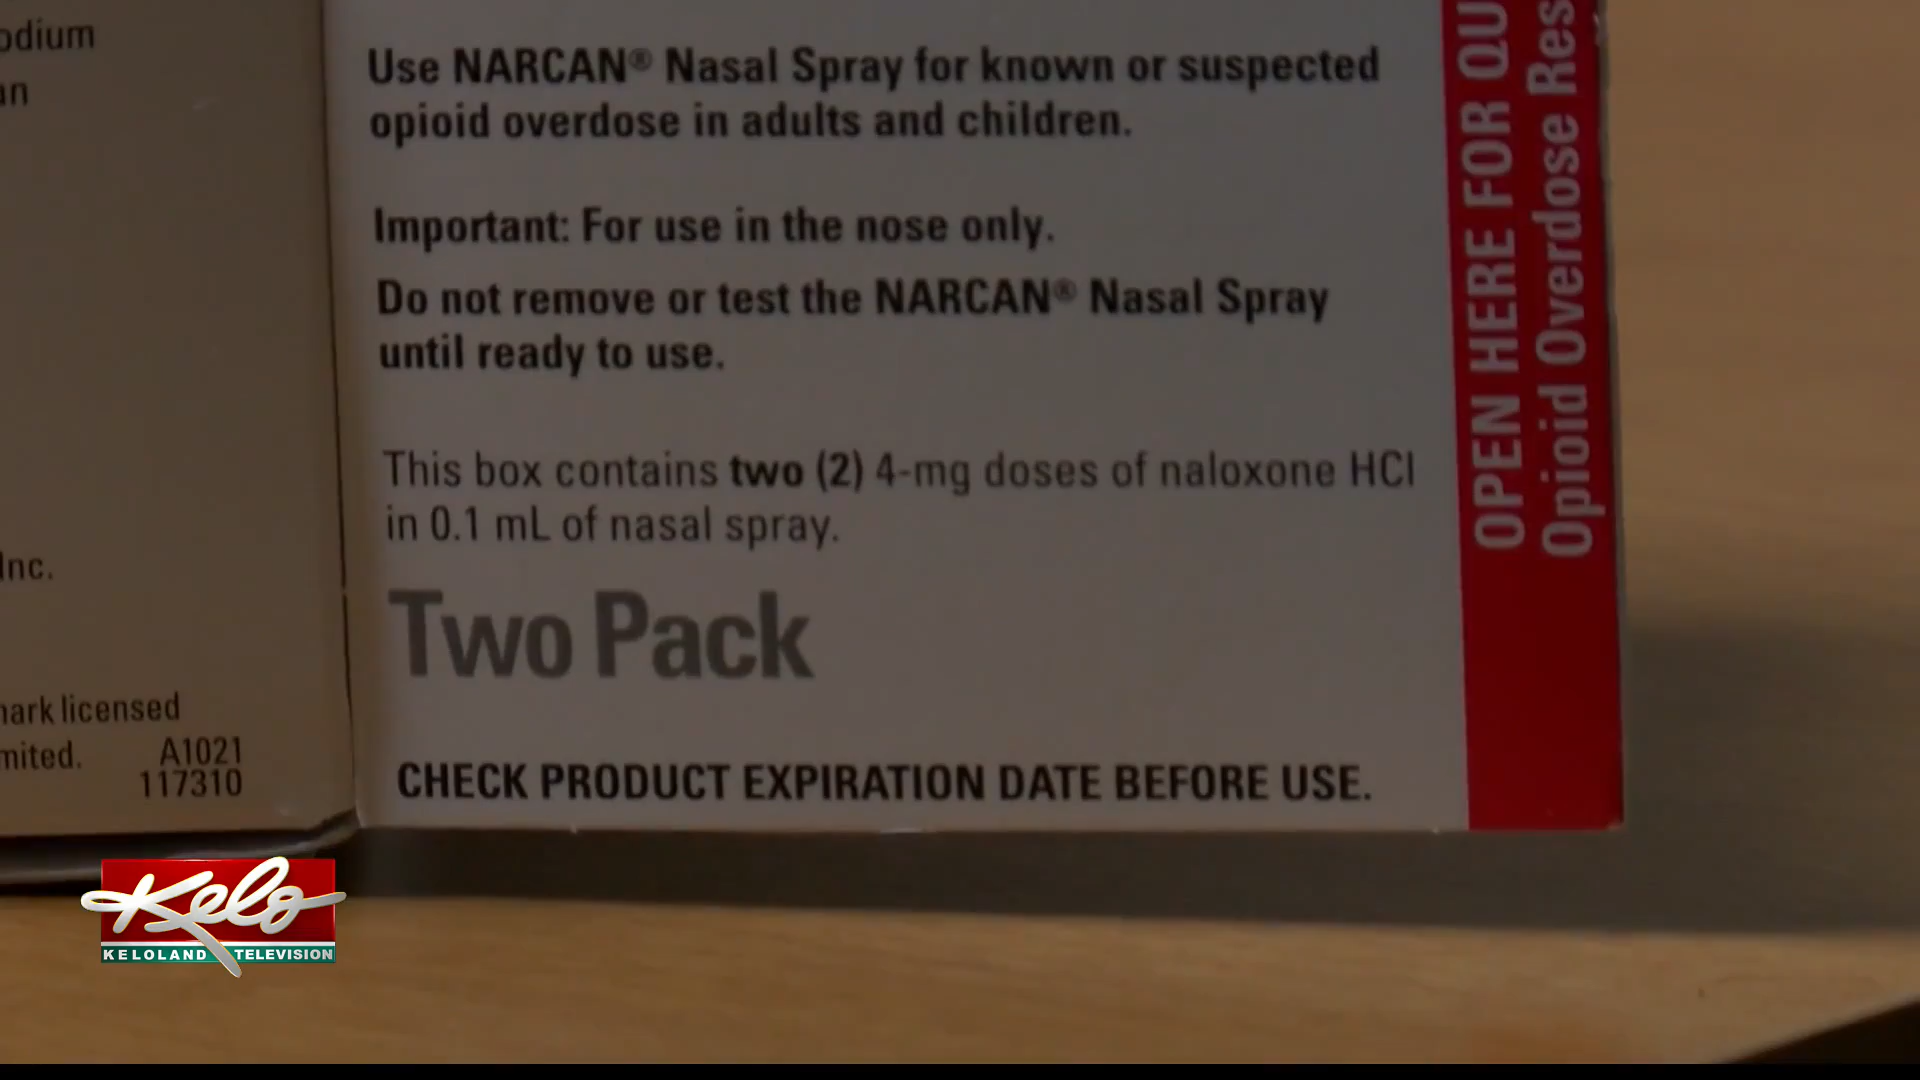 odium
an
Inc.
mark licensed
mited. A1021
117310
Use NARCAN® Nasal Spray for known or suspected
opioid overdose in adults and children.
Important: For use in the nose only.
Do not remove or test the NARCAN® Nasal Spray
until ready to use.
This box contains two (2) 4-mg doses of naloxone HCl
in 0.1 mL of nasal spray.
Two Pack
CHECK PRODUCT EXPIRATION DATE BEFORE USE.
OPEN HERE FOR QU
Opioid Overdose Res
Kelo
KELOLAND TELEVISION